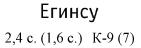 Егинсу
2,4 с. (1,6 с.) К-9 (7)